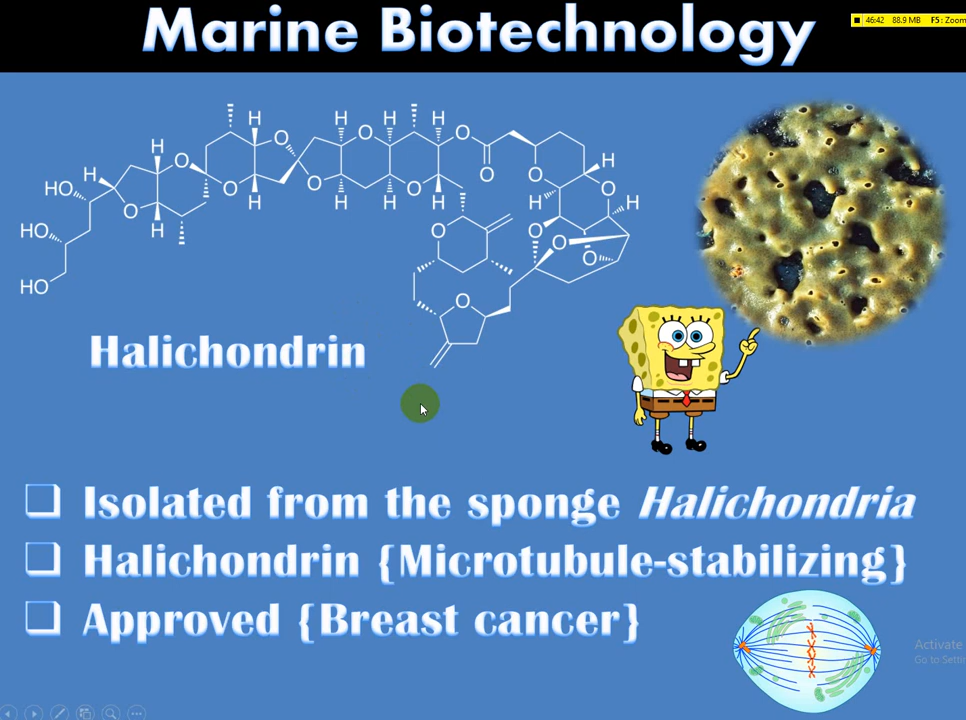 Marine Biotechnology
46:42 88.9 MB F5: Zoom
H H H H H H
H O O O O H
HO H O O O O O
O H H H H H O H
HO H O O
O O
HO O
Halichondrin
❑ Isolated from the sponge Halichondria
❑ Halichondrin {Microtubule-stabilizing}
❑ Approved {Breast cancer}
Activate
Go to Settin